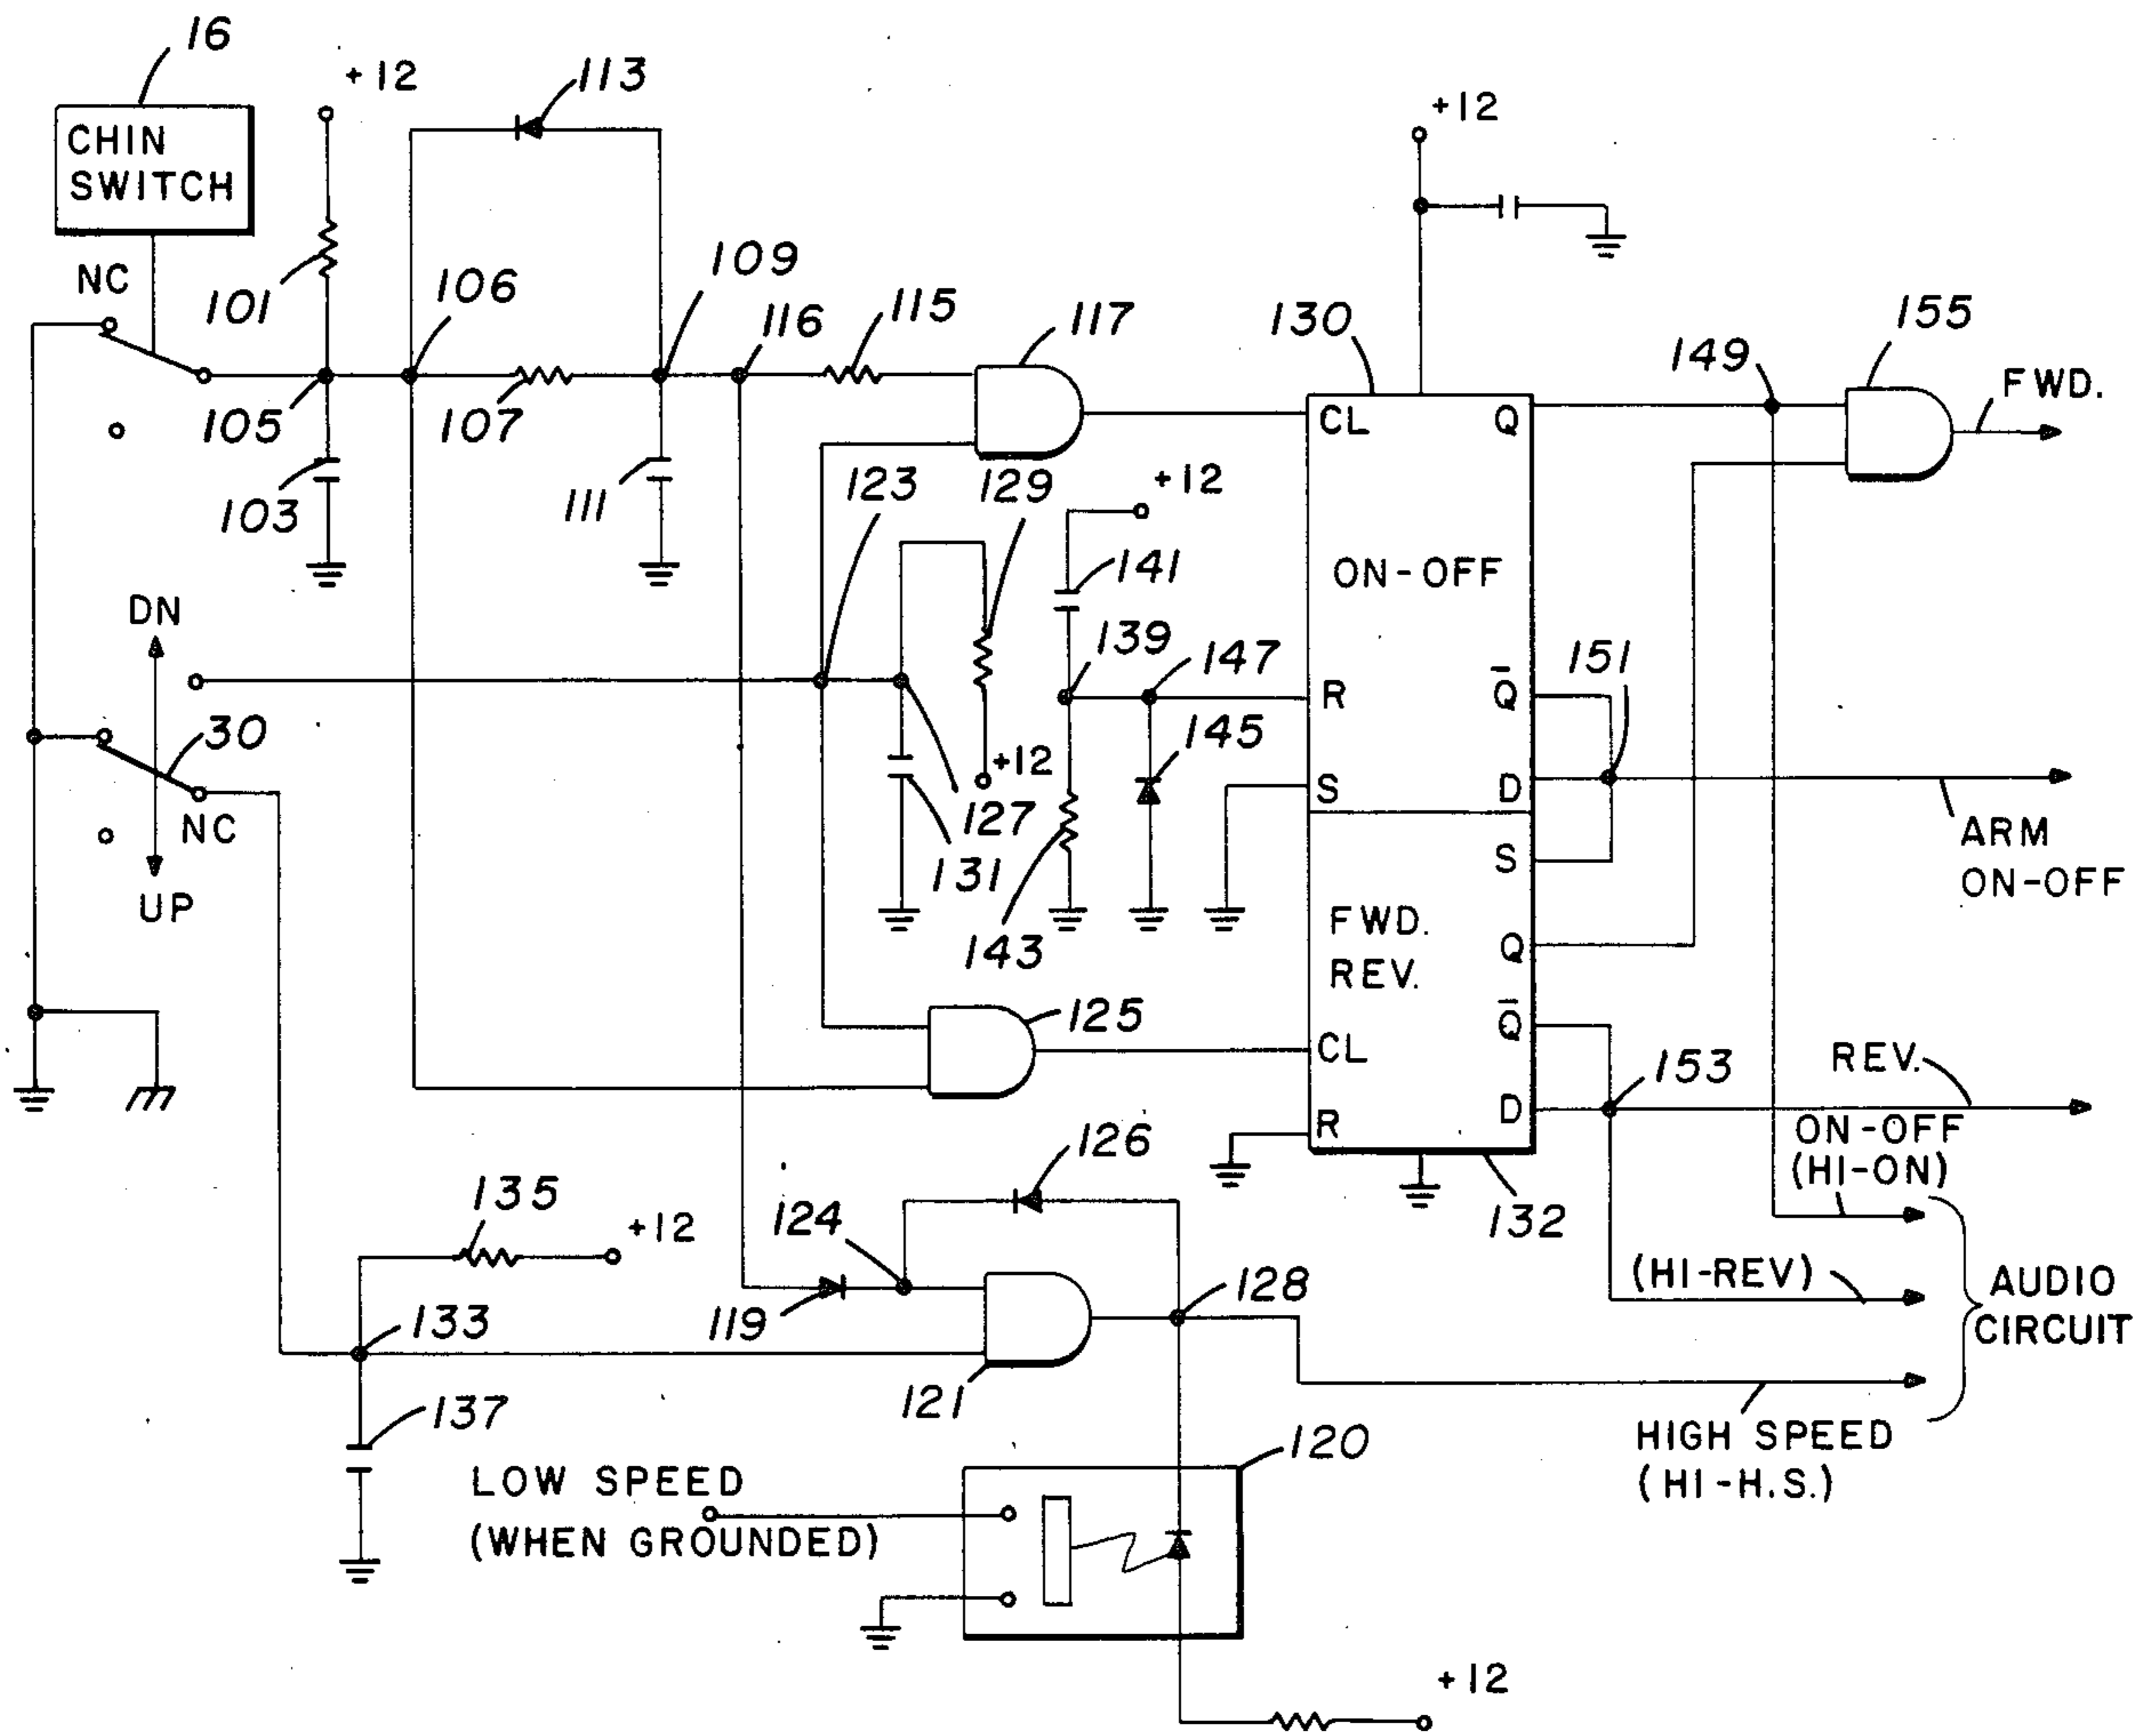 16
+12
113
CHIN
SWITCH
+12
NC
101
106
109
116
115
117
130
149
155
FWD.
105
107
CL
Q
103
111
123
129
+12
141
ON-OFF
DN
139
147
151
R
Q̅
30
145
+12
S
D
NC
127
ARM
ON-OFF
131
S
UP
143
FWD.
REV.
Q
125
Q̅
CL
153
REV.
D
R
126
ON-OFF
(HI-ON)
135
+12
124
132
(HI-REV)
AUDIO
CIRCUIT
119
128
133
121
137
HIGH SPEED
(HI-H.S.)
120
LOW SPEED
(WHEN GROUNDED)
+12